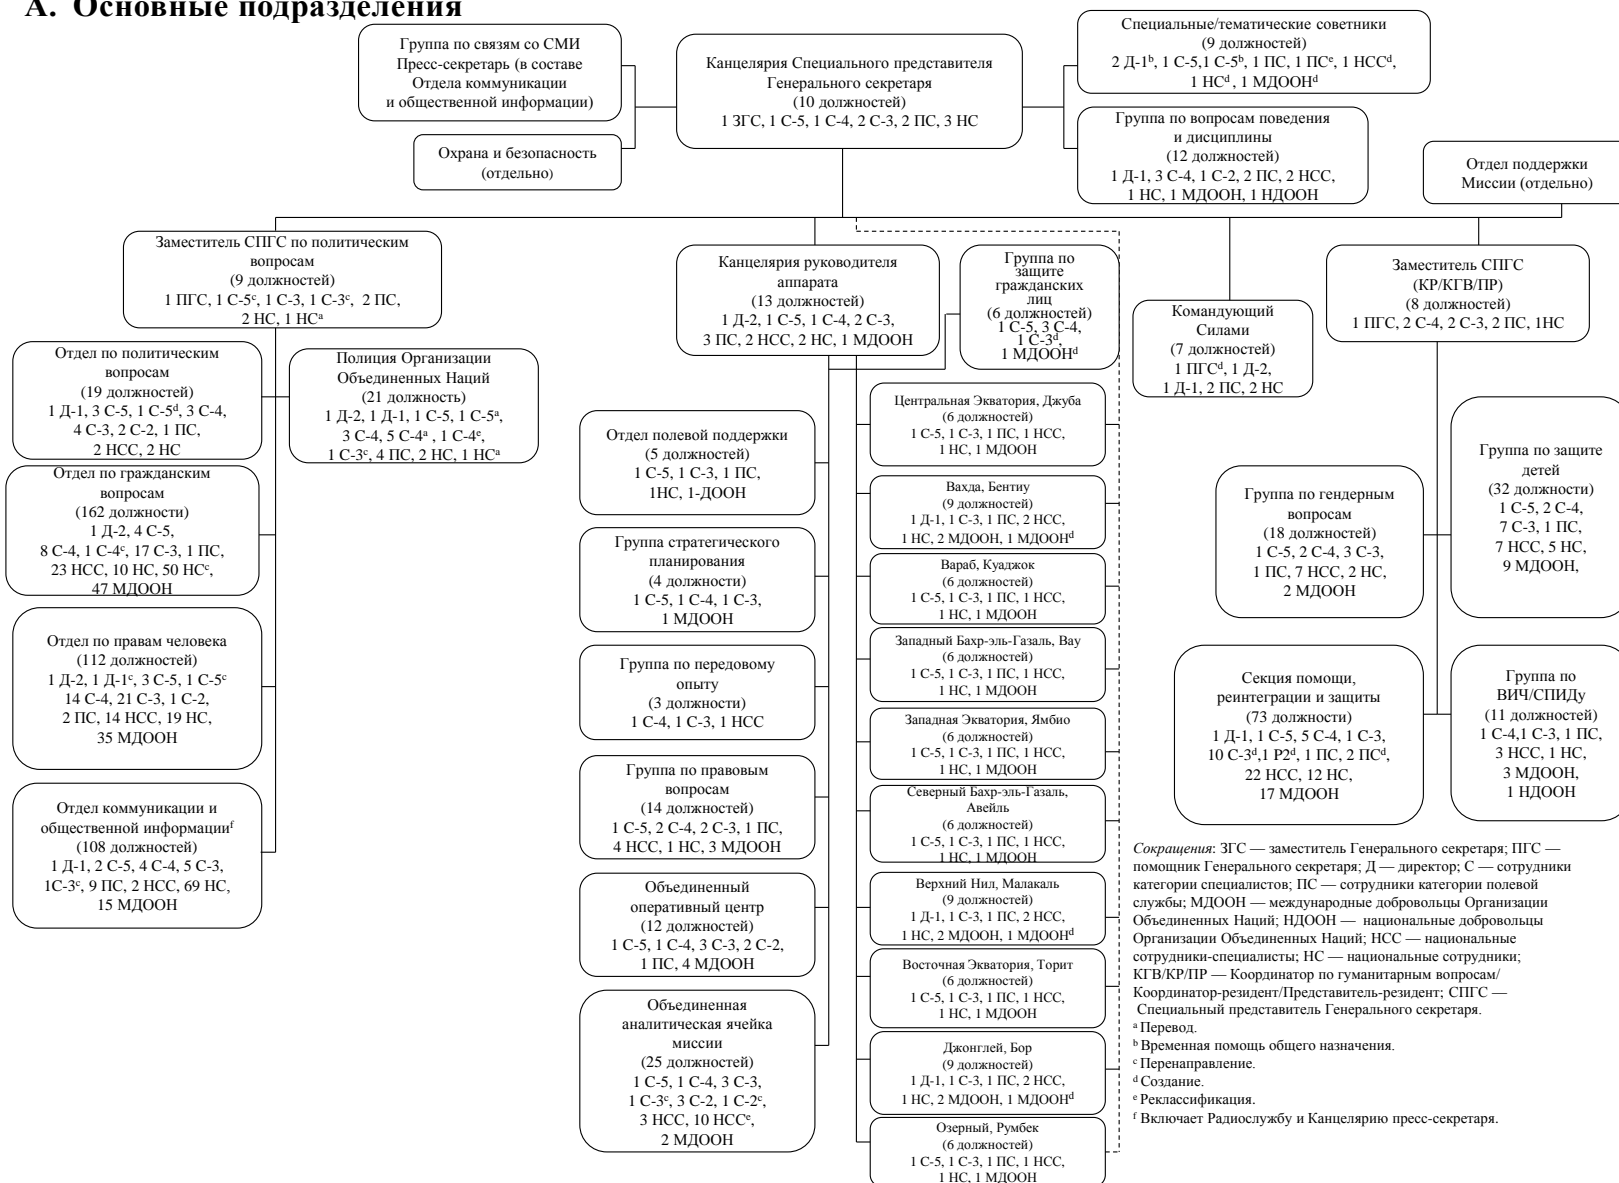 А. Основные подразделения
Группа по связям со СМИ
Пресс-секретарь (в составе
Отдела коммуникации
и общественной информации)
Охрана и безопасность
(отдельно)
Канцелярия Специального представителя
Генерального секретаря
(10 должностей)
1 ЗГС, 1 С-5, 1 С-4, 2 С-3, 2 ПС, 3 НС
Специальные/тематические советники
(9 должностей)
2 Д-1ᵇ, 1 С-5,1 С-5ᵇ, 1 ПС, 1 ПСᵉ, 1 НССᵈ,
1 НСᵈ , 1 МДООНᵈ
Группа по вопросам поведения
и дисциплины
(12 должностей)
1 Д-1, 3 С-4, 1 С-2, 2 ПС, 2 НСС,
1 НС, 1 МДООН, 1 НДООН
Отдел поддержки
Миссии (отдельно)
Заместитель СПГС по политическим
вопросам
(9 должностей)
1 ПГС, 1 С-5ᶜ, 1 С-3, 1 С-3ᶜ, 2 ПС,
2 НС, 1 НСᵃ
Отдел по политическим
вопросам
(19 должностей)
1 Д-1, 3 С-5, 1 С-5ᵈ, 3 С-4,
4 С-3, 2 С-2, 1 ПС,
2 НСС, 2 НС
Полиция Организации
Объединенных Наций
(21 должность)
1 Д-2, 1 Д-1, 1 С-5, 1 С-5ᵃ,
3 С-4, 5 С-4ᵃ , 1 С-4ᵉ,
1 С-3ᶜ, 4 ПС, 2 НС, 1 НСᵃ
Отдел по гражданским
вопросам
(162 должности)
1 Д-2, 4 С-5,
8 С-4, 1 С-4ᶜ, 17 С-3, 1 ПС,
23 НСС, 10 НС, 50 НСᶜ,
47 МДООН
Отдел по правам человека
(112 должностей)
1 Д-2, 1 Д-1ᶜ, 3 С-5, 1 С-5ᶜ
14 С-4, 21 С-3, 1 С-2,
2 ПС, 14 НСС, 19 НС,
35 МДООН
Отдел коммуникации и
общественной информацииᶠ
(108 должностей)
1 Д-1, 2 С-5, 4 С-4, 5 С-3,
1С-3ᶜ, 9 ПС, 2 НСС, 69 НС,
15 МДООН
Канцелярия руководителя
аппарата
(13 должностей)
1 Д-2, 1 С-5, 1 С-4, 2 С-3,
3 ПС, 2 НСС, 2 НС, 1 МДООН
Группа по
защите
гражданских
лиц
(6 должностей)
1 С-5, 3 С-4,
1 С-3ᵈ,
1 МДООНᵈ
Отдел полевой поддержки
(5 должностей)
1 С-5, 1 С-3, 1 ПС,
1НС, 1-ДООН
Группа стратегического
планирования
(4 должности)
1 С-5, 1 С-4, 1 С-3,
1 МДООН
Группа по передовому
опыту
(3 должности)
1 С-4, 1 С-3, 1 НСС
Группа по правовым
вопросам
(14 должностей)
1 С-5, 2 С-4, 2 С-3, 1 ПС,
4 НСС, 1 НС, 3 МДООН
Объединенный
оперативный центр
(12 должностей)
1 С-5, 1 С-4, 3 С-3, 2 С-2,
1 ПС, 4 МДООН
Объединенная
аналитическая ячейка
миссии
(25 должностей)
1 С-5, 1 С-4, 3 С-3,
1 С-3ᶜ, 3 С-2, 1 С-2ᶜ,
3 НСС, 10 НССᵉ,
2 МДООН
Центральная Экватория, Джуба
(6 должностей)
1 С-5, 1 С-3, 1 ПС, 1 НСС,
1 НС, 1 МДООН
Вахда, Бентиу
(9 должностей)
1 Д-1, 1 С-3, 1 ПС, 2 НСС,
1 НС, 2 МДООН, 1 МДООНᵈ
Вараб, Куаджок
(6 должностей)
1 С-5, 1 С-3, 1 ПС, 1 НСС,
1 НС, 1 МДООН
Западный Бахр-эль-Газаль, Вау
(6 должностей)
1 С-5, 1 С-3, 1 ПС, 1 НСС,
1 НС, 1 МДООН
Западная Экватория, Ямбио
(6 должностей)
1 С-5, 1 С-3, 1 ПС, 1 НСС,
1 НС, 1 МДООН
Северный Бахр-эль-Газаль,
Авейль
(6 должностей)
1 С-5, 1 С-3, 1 ПС, 1 НСС,
1 НС, 1 МДООН
Верхний Нил, Малакаль
(9 должностей)
1 Д-1, 1 С-3, 1 ПС, 2 НСС,
1 НС, 2 МДООН, 1 МДООНᵈ
Восточная Экватория, Торит
(6 должностей)
1 С-5, 1 С-3, 1 ПС, 1 НСС,
1 НС, 1 МДООН
Джонглей, Бор
(9 должностей)
1 Д-1, 1 С-3, 1 ПС, 2 НСС,
1 НС, 2 МДООН, 1 МДООНᵈ
Озерный, Румбек
(6 должностей)
1 С-5, 1 С-3, 1 ПС, 1 НСС,
1 НС, 1 МДООН
Командующий
Силами
(7 должностей)
1 ПГСᵈ, 1 Д-2,
1 Д-1, 2 ПС, 2 НС
Заместитель СПГС
(КР/КГВ/ПР)
(8 должностей)
1 ПГС, 2 С-4, 2 С-3, 2 ПС, 1НС
Группа по гендерным
вопросам
(18 должностей)
1 С-5, 2 С-4, 3 С-3,
1 ПС, 7 НСС, 2 НС,
2 МДООН
Группа по защите
детей
(32 должности)
1 С-5, 2 С-4,
7 С-3, 1 ПС,
7 НСС, 5 НС,
9 МДООН,
Секция помощи,
реинтеграции и защиты
(73 должности)
1 Д-1, 1 С-5, 5 С-4, 1 С-3,
10 С-3ᵈ,1 Р2ᵈ, 1 ПС, 2 ПСᵈ,
22 НСС, 12 НС,
17 МДООН
Группа по
ВИЧ/СПИДу
(11 должностей)
1 С-4,1 С-3, 1 ПС,
3 НСС, 1 НС,
3 МДООН,
1 НДООН
Сокращения: ЗГС — заместитель Генерального секретаря; ПГС —
помощник Генерального секретаря; Д — директор; С — сотрудники
категории специалистов; ПС — сотрудники категории полевой
службы; МДООН — международные добровольцы Организации
Объединенных Наций; НДООН — национальные добровольцы
Организации Объединенных Наций; НСС — национальные
сотрудники-специалисты; НС — национальные сотрудники;
КГВ/КР/ПР — Координатор по гуманитарным вопросам/
Координатор-резидент/Представитель-резидент; СПГС —
Специальный представитель Генерального секретаря.
ᵃ Перевод.
ᵇ Временная помощь общего назначения.
ᶜ Перенаправление.
ᵈ Создание.
ᵉ Реклассификация.
ᶠ Включает Радиослужбу и Канцелярию пресс-секретаря.